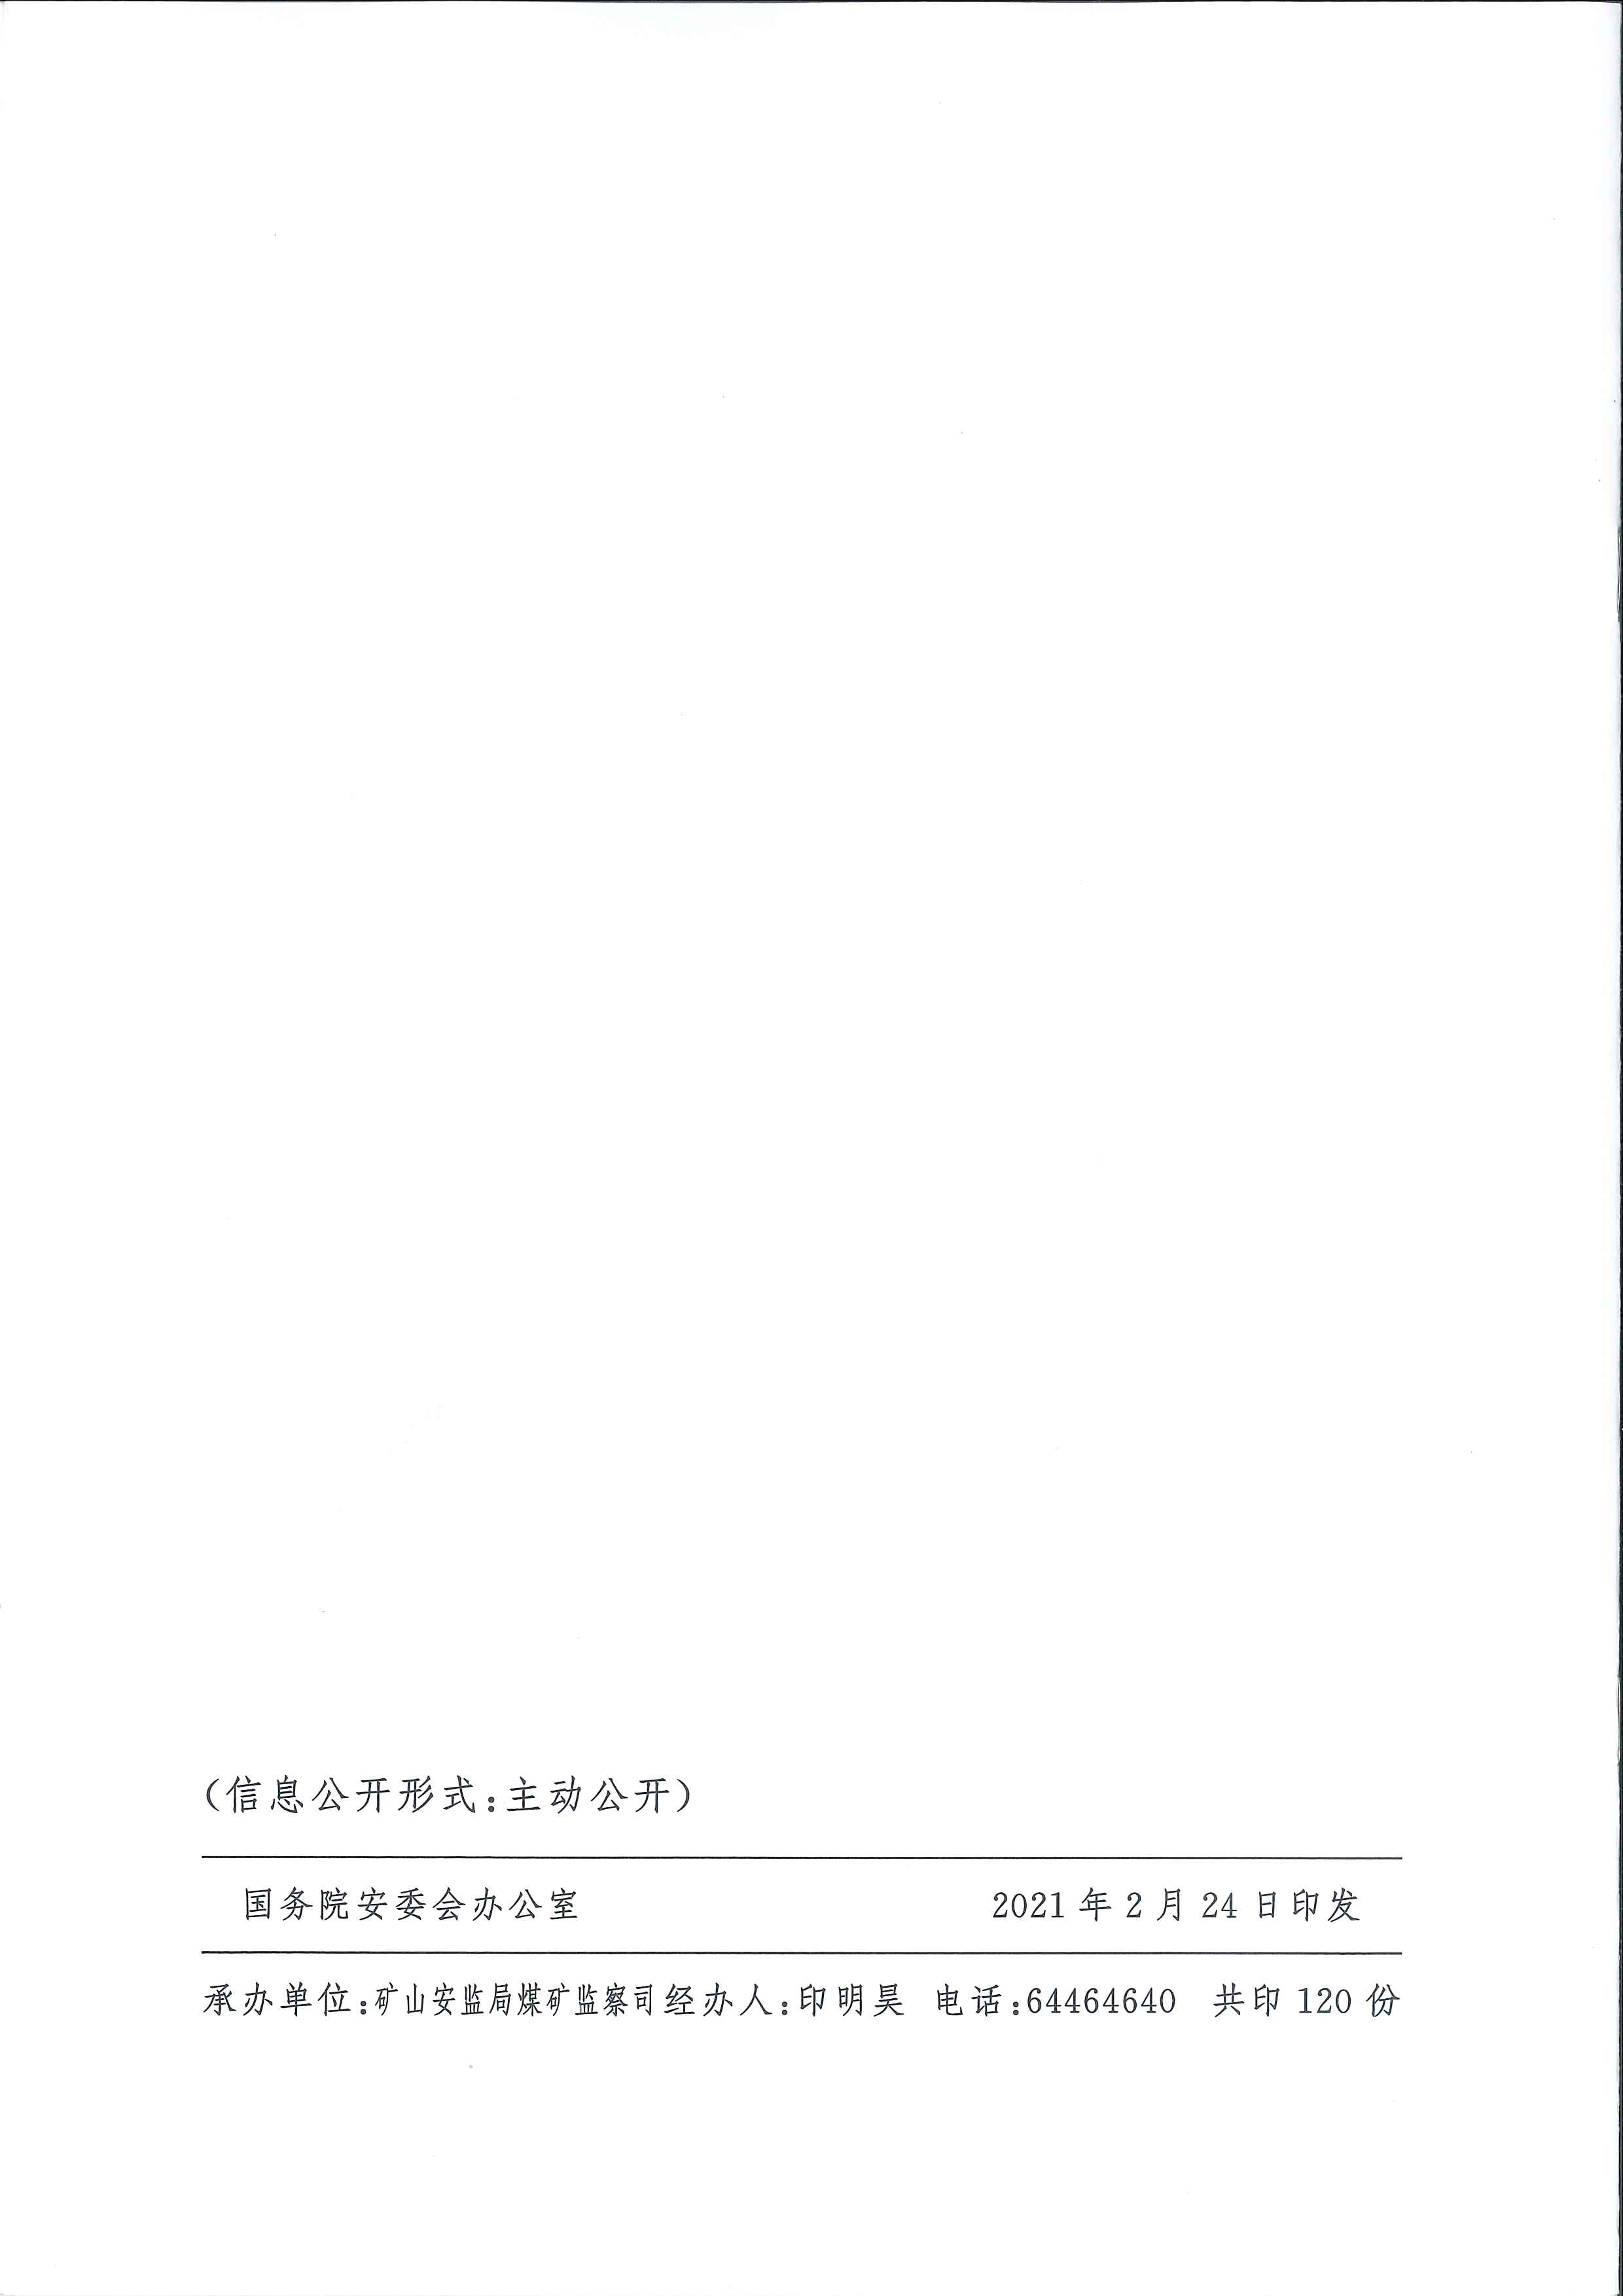 （信息公开形式：主动公开）
国务院安委会办公室 2021年2月24日印发
承办单位：矿山安监局煤矿监察司 经办人：印明昊 电话：64464640 共印120份